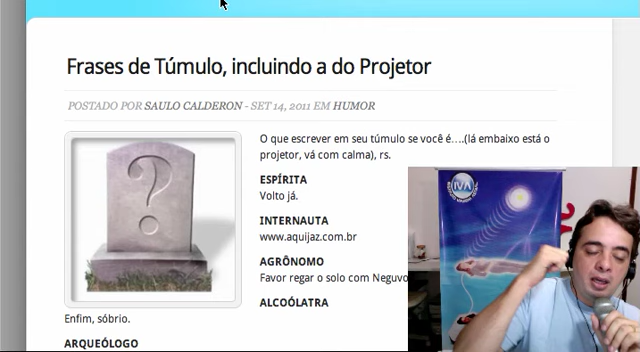 Frases de Túmulo, incluindo a do Projetor
POSTADO POR SAULO CALDERON - SET 14, 2011 EM HUMOR
O que escrever em seu túmulo se você é….(lá embaixo está o
projetor, vá com calma), rs.
ESPÍRITA
Volto já.
INTERNAUTA
www.aquijaz.com.br
AGRÔNOMO
Favor regar o solo com Neguvo
ALCOÓLATRA
Enfim, sóbrio.
ARQUEÓLOGO
IVA